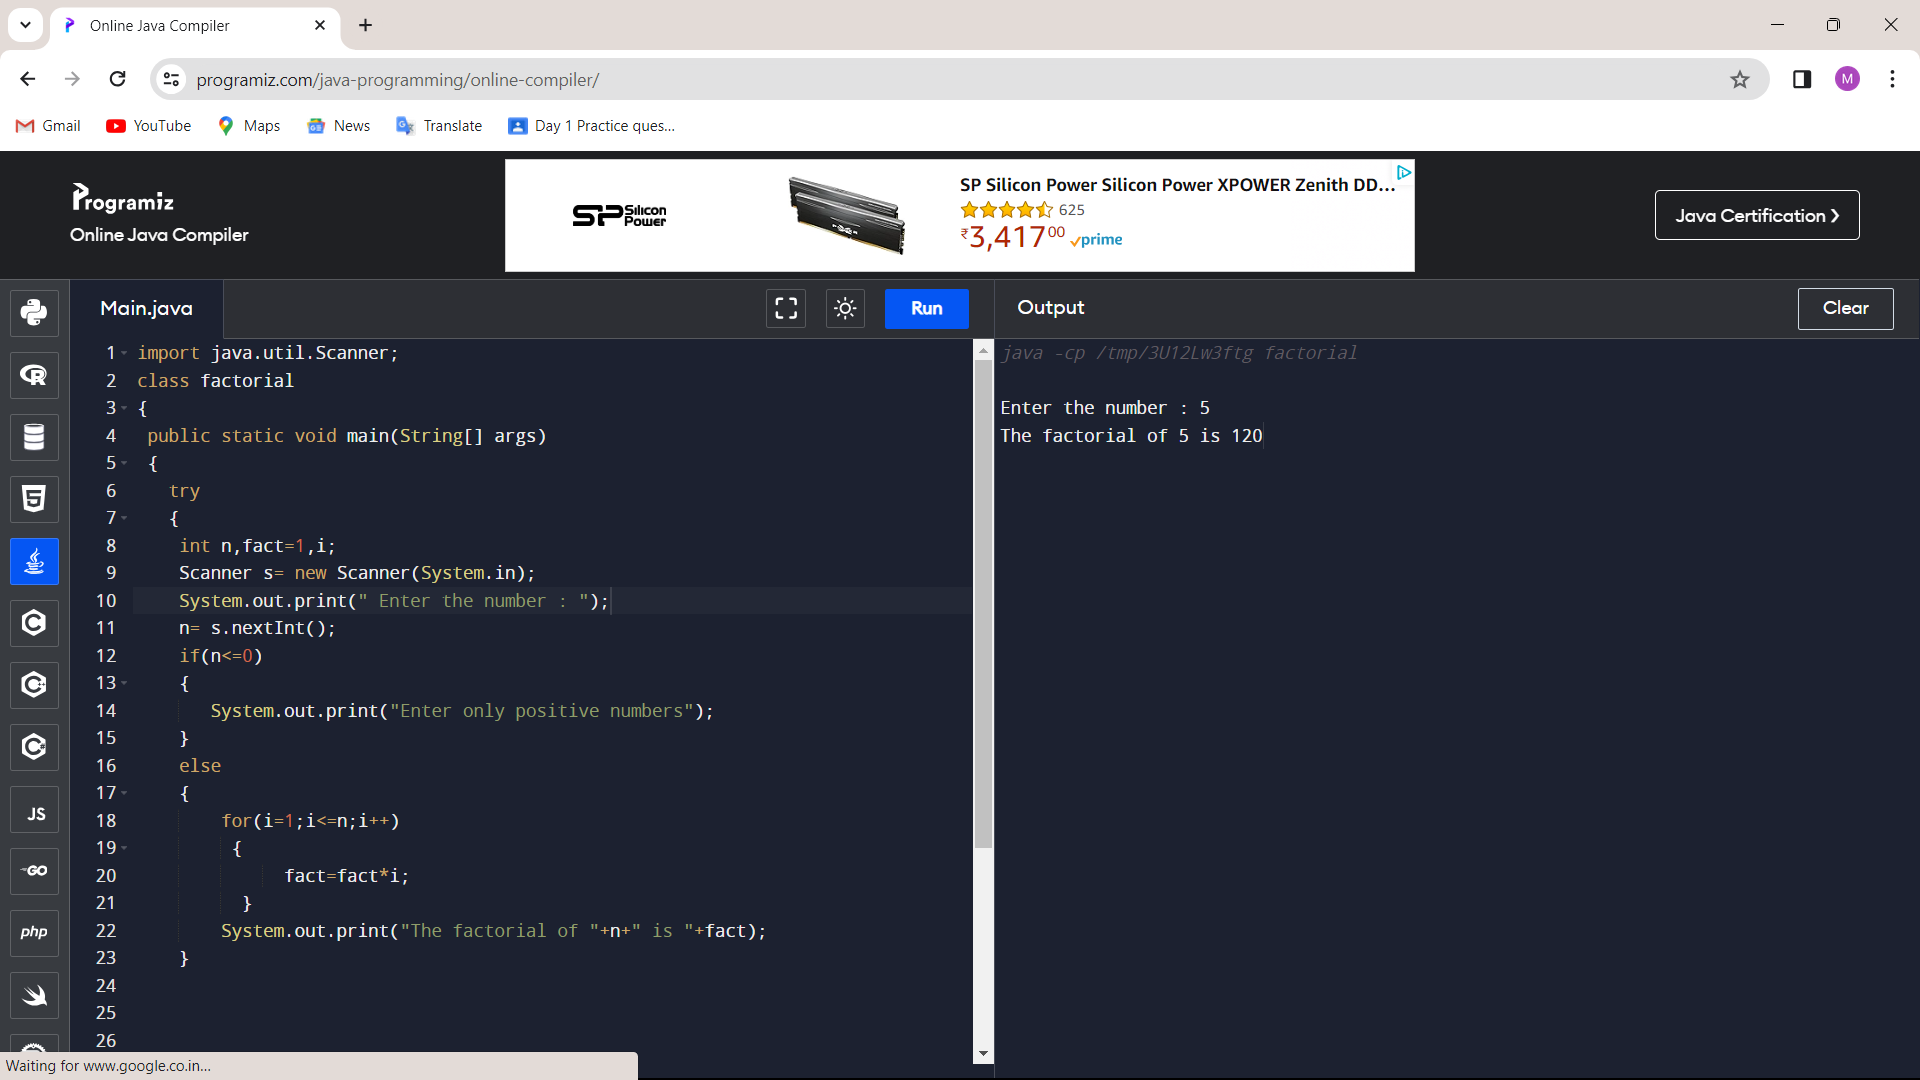 Online Java Compiler
programiz.com/java-programming/online-compiler/
M
Gmail
YouTube
Maps
News
Translate
Day 1 Practice ques...
Programiz
Online Java Compiler
SP Silicon Power
SP Silicon Power Silicon Power XPOWER Zenith DD...
625
₹3,41700 prime
Java Certification ❯
Main.java
Run
Output
Clear
1 import java.util.Scanner;
2 class factorial
3 {
4 public static void main(String[] args)
5 {
6 try
7 {
8 int n,fact=1,i;
9 Scanner s= new Scanner(System.in);
10 System.out.print(" Enter the number : ");
11 n= s.nextInt();
12 if(n<=0)
13 {
14 System.out.print("Enter only positive numbers");
15 }
16 else
17 {
18 for(i=1;i<=n;i++)
19 {
20 fact=fact*i;
21 }
22 System.out.print("The factorial of "+n+" is "+fact);
23 }
24
25
26
java -cp /tmp/3U12Lw3ftg factorial
Enter the number : 5
The factorial of 5 is 120
R
5
C
C
C
JS
GO
php
Waiting for www.google.co.in...